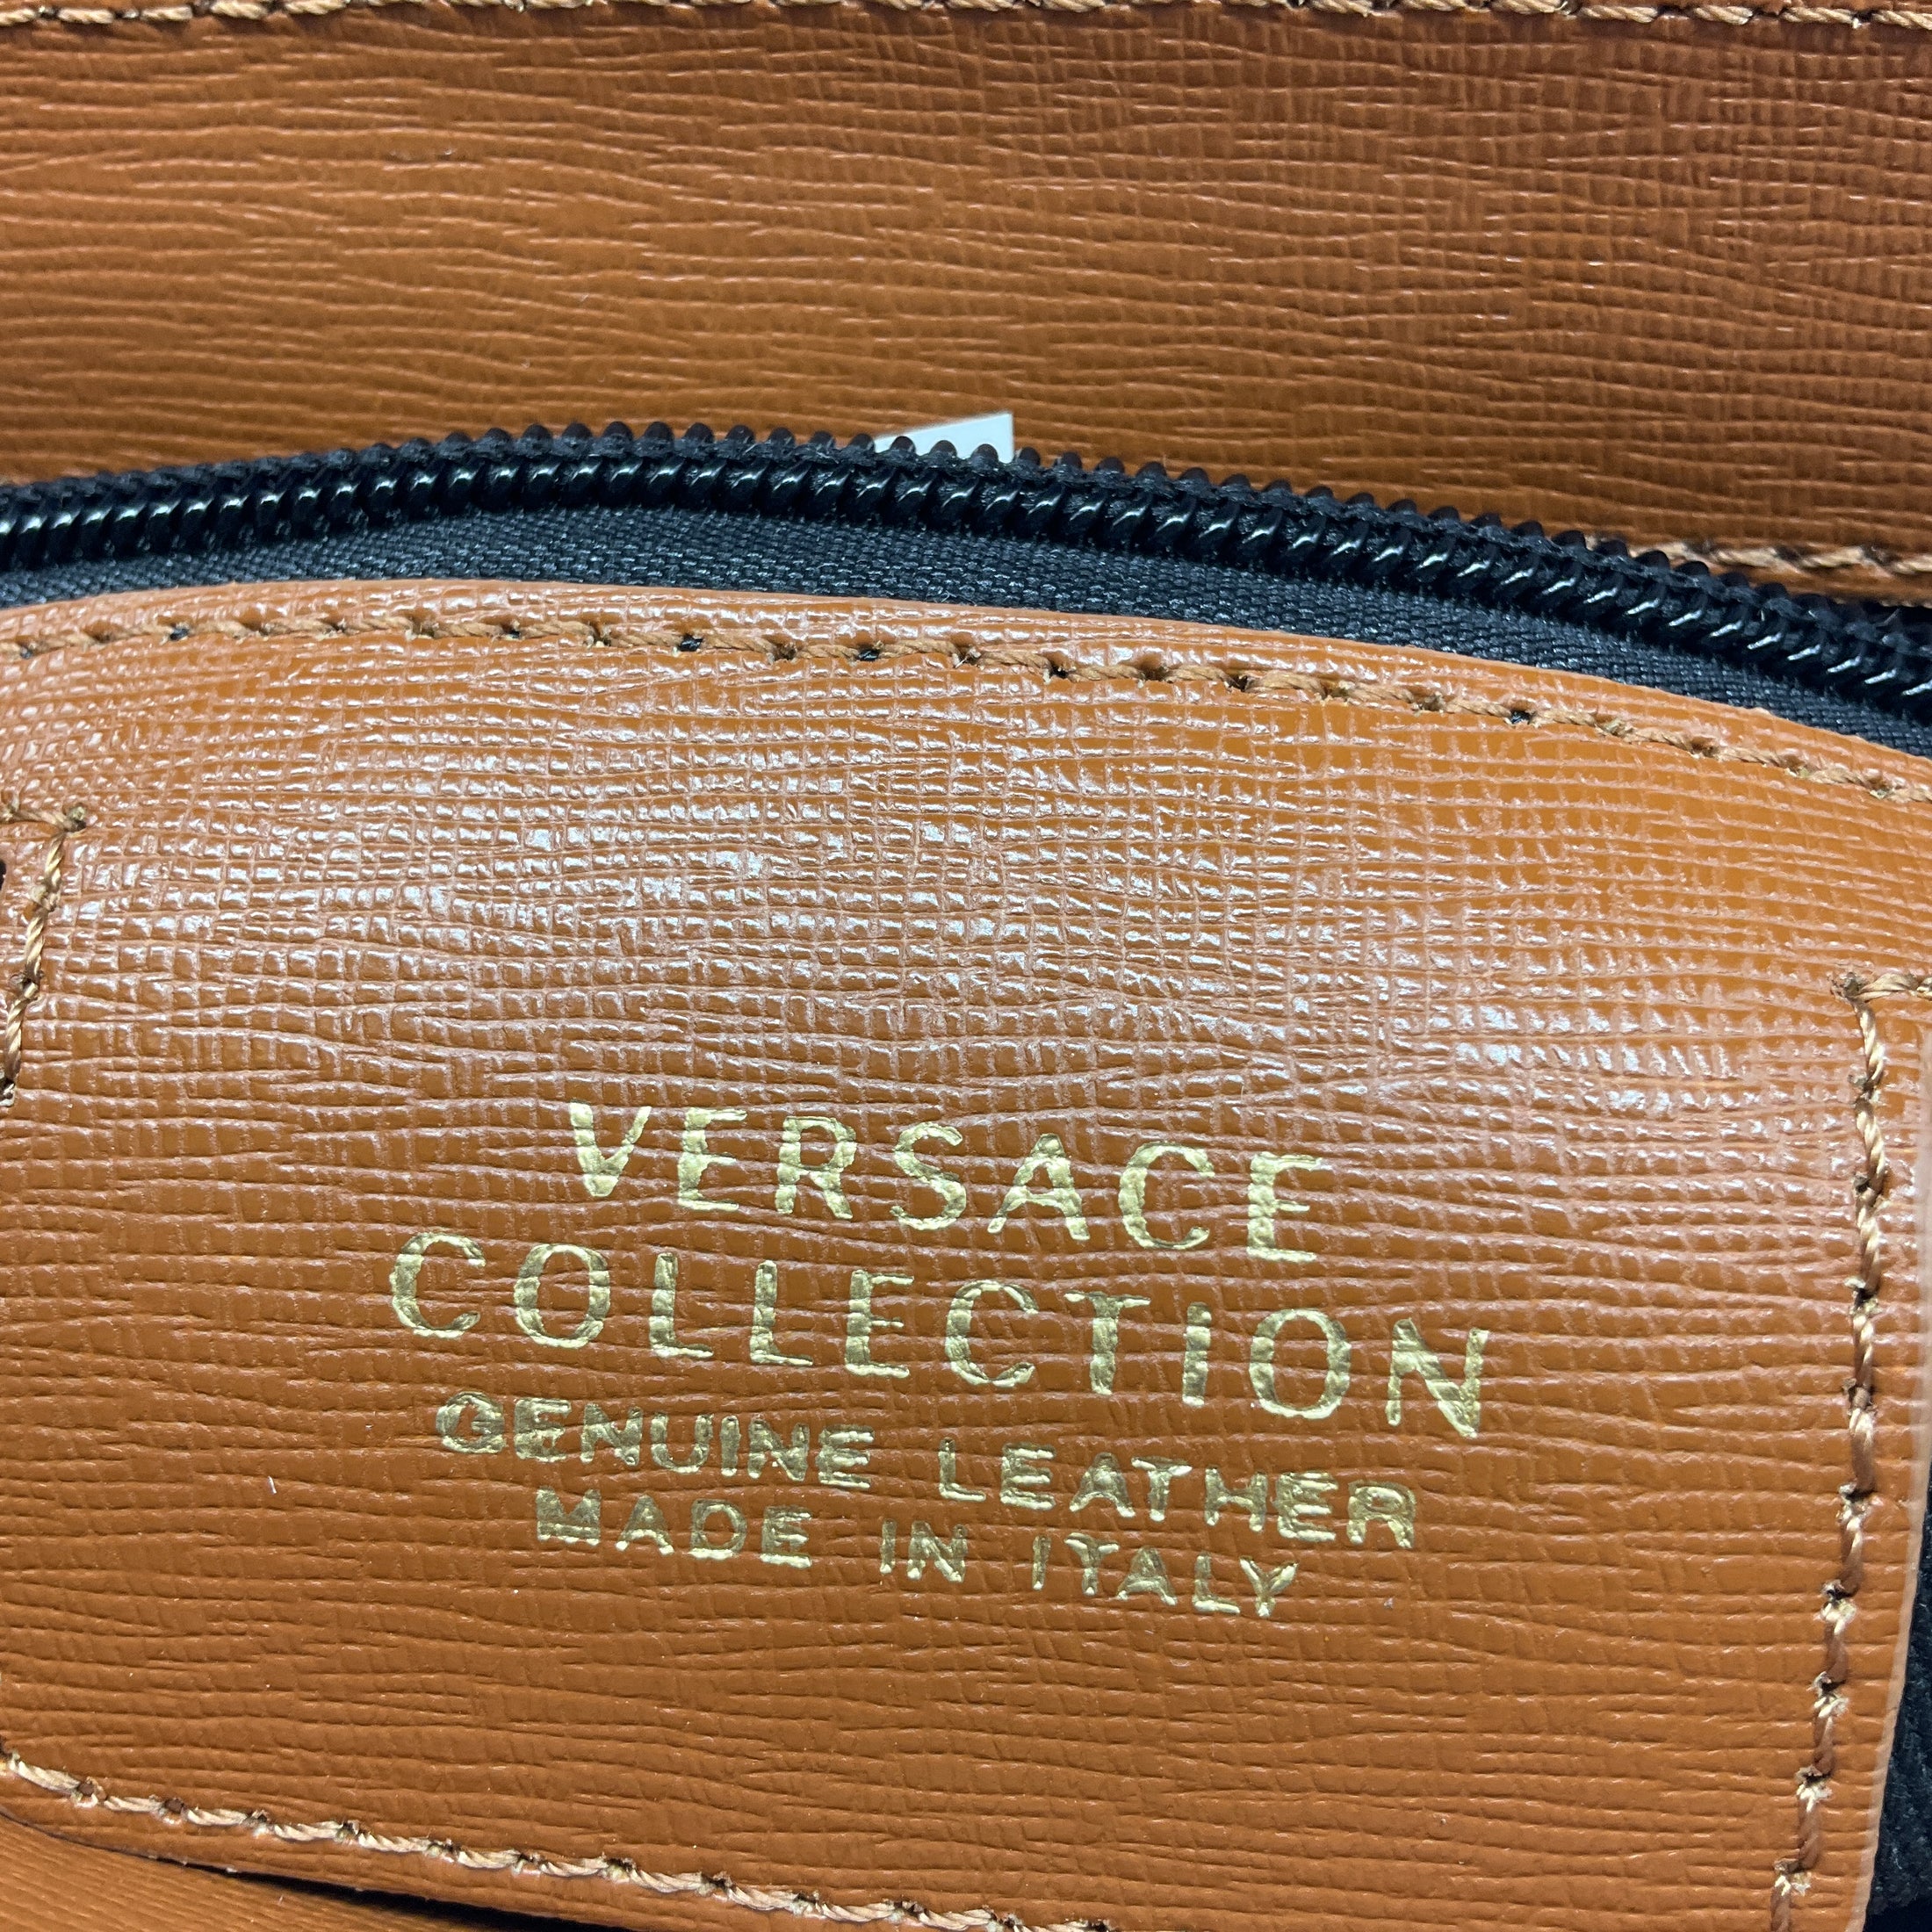 VERSACE
COLLECTION
GENUINE LEATHER
MADE IN ITALY